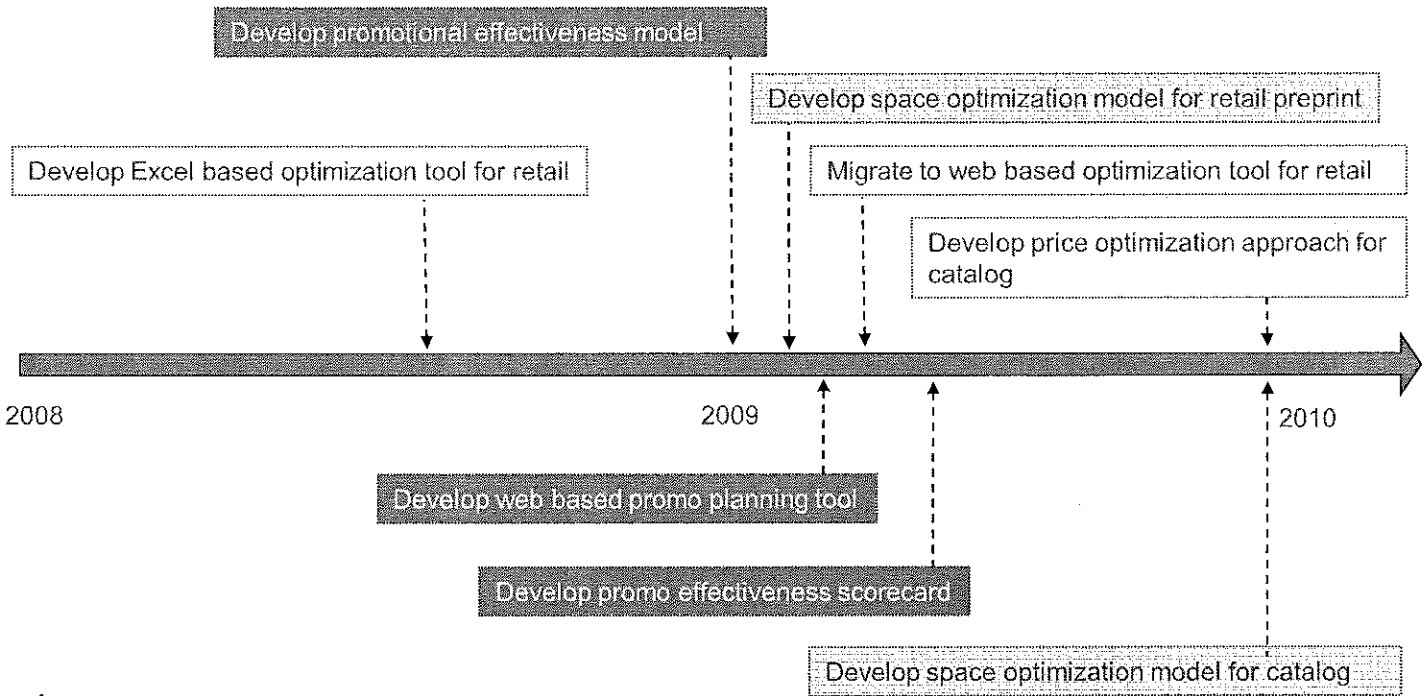 Develop promotional effectiveness model
Develop space optimization model for retail preprint
Develop Excel based optimization tool for retail
Migrate to web based optimization tool for retail
Develop price optimization approach for
catalog
2008
2009
2010
Develop web based promo planning tool
Develop promo effectiveness scorecard
Develop space optimization model for catalog